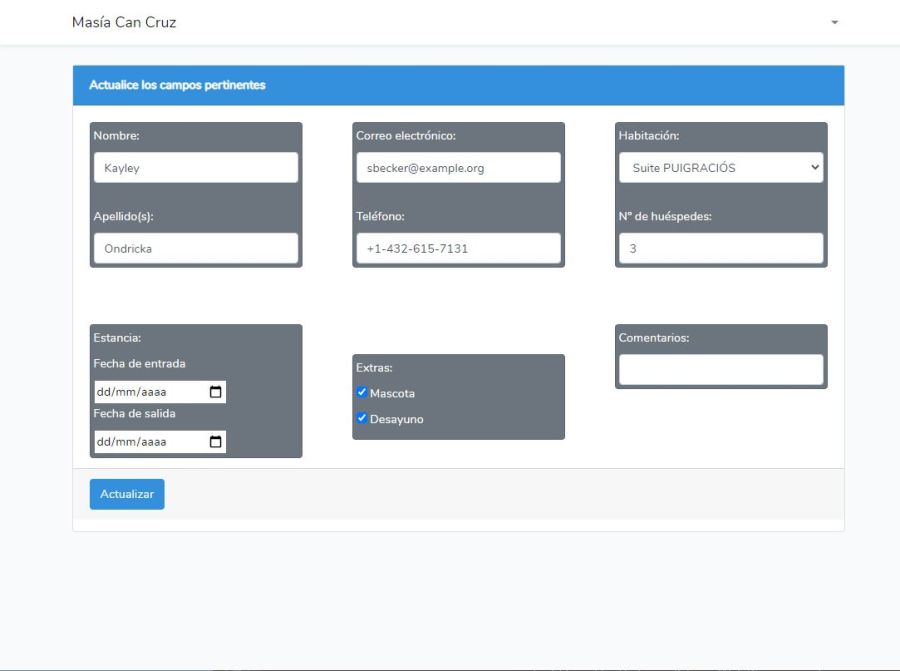 Masía Can Cruz
Actualice los campos pertinentes
Nombre:
Kayley
Apellido(s):
Ondricka
Correo electrónico:
sbecker@example.org
Teléfono:
+1-432-615-7131
Habitación:
Suite PUIGRACIÓS
Nº de huéspedes:
3
Estancia:
Fecha de entrada
dd/mm/aaaa
Fecha de salida
dd/mm/aaaa
Extras:
Mascota
Desayuno
Comentarios:
Actualizar